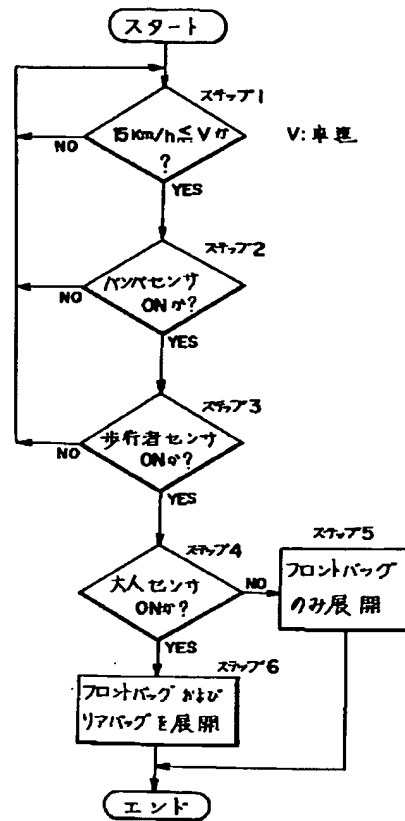 スタート
ステップ1
15Km/h≦Vか
?
V:車速
NO
YES
ステップ2
バンパセンサ
ONか?
NO
YES
ステップ3
歩行者センサ
ONか?
NO
YES
ステップ4
大人センサ
ONか?
NO
YES
ステップ5
フロントバッグ
のみ展開
ステップ6
フロントバッグおよび
リアバッグを展開
エンド